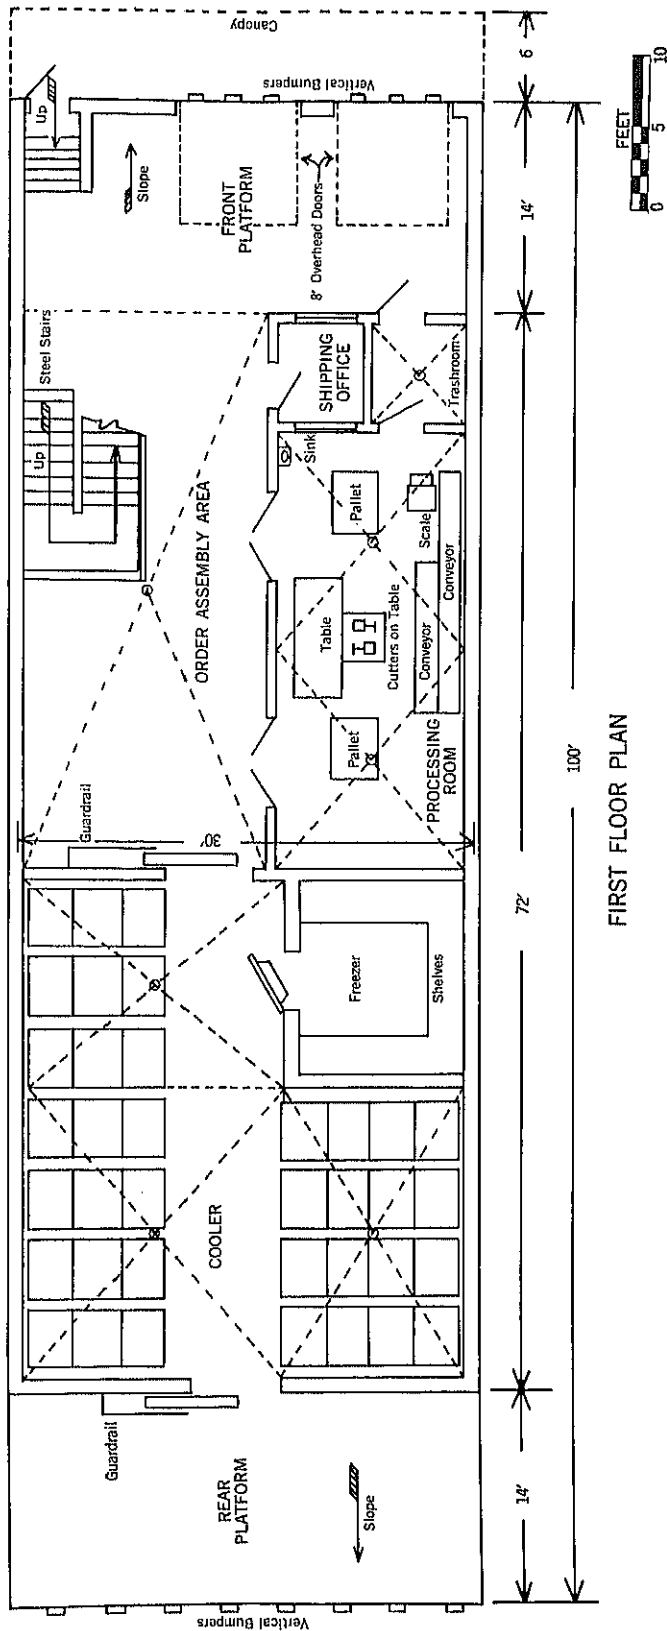 Vertical Bumpers
REAR
PLATFORM
Slope
Guardrail
COOLER
Freezer
Shelves
Guardrail
30'
Pallet
PROCESSING
ROOM
Table
Cutters on Table
Conveyor
Conveyor
Scale
Pallet
Sink
ORDER ASSEMBLY AREA
Up
Steel Stairs
SHIPPING
OFFICE
Trashroom
8' Overhead Doors
FRONT
PLATFORM
Slope
Up
Vertical Bumpers
Canopy
14'
72'
14'
6
100'
FEET
0
5
10
FIRST FLOOR PLAN